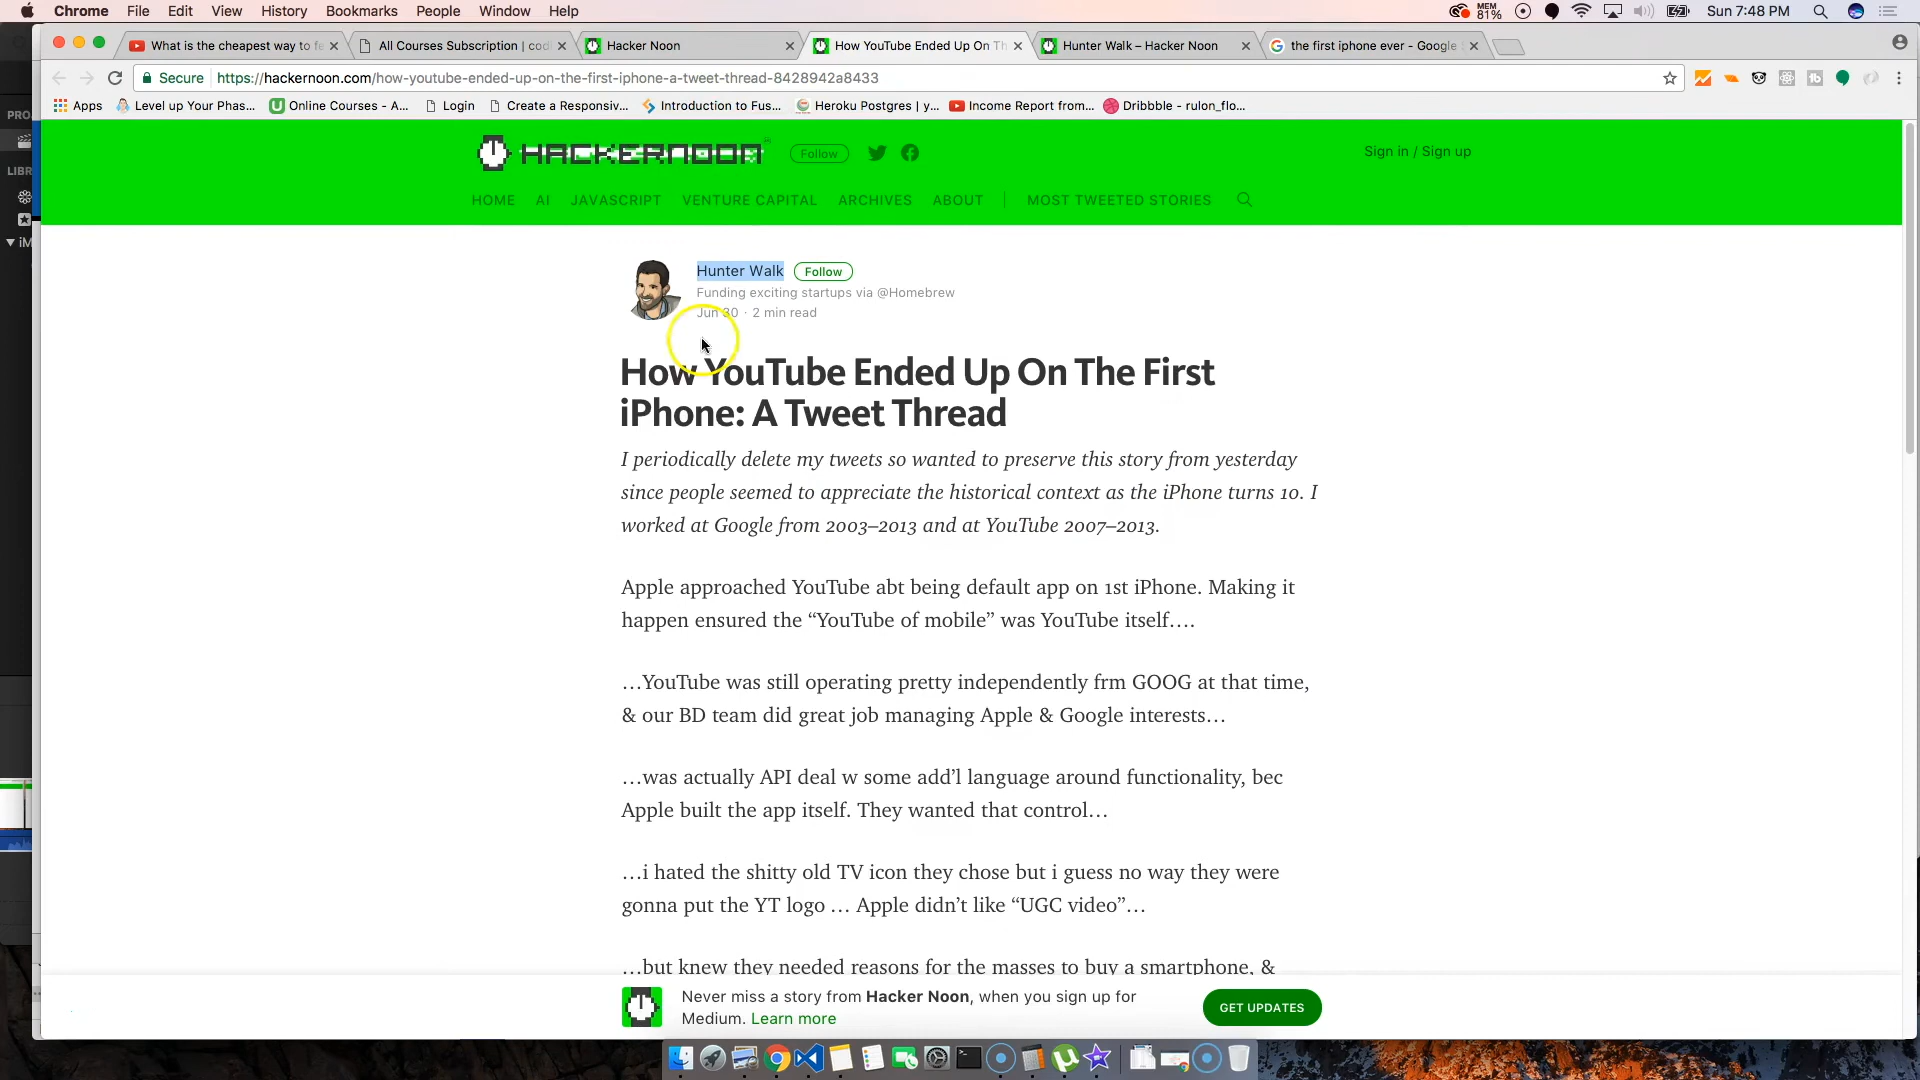 Chrome File Edit View History Bookmarks People Window Help
MEM 81% Sun 7:48 PM
What is the cheapest way to fe
All Courses Subscription | cod
Hacker Noon
How YouTube Ended Up On Th
Hunter Walk – Hacker Noon
the first iphone ever - Google
Secure https://hackernoon.com/how-youtube-ended-up-on-the-first-iphone-a-tweet-thread-8428942a8433
Apps Level up Your Phas... Online Courses - A... Login Create a Responsiv... Introduction to Fus... Heroku Postgres | y... Income Report from... Dribbble - rulon_flo...
PRO
LIBR
iM
HACKERNOON Follow Sign in / Sign up
HOME AI JAVASCRIPT VENTURE CAPITAL ARCHIVES ABOUT MOST TWEETED STORIES
Hunter Walk Follow
Funding exciting startups via @Homebrew
Jun 30 · 2 min read
How YouTube Ended Up On The First
iPhone: A Tweet Thread
I periodically delete my tweets so wanted to preserve this story from yesterday
since people seemed to appreciate the historical context as the iPhone turns 10. I
worked at Google from 2003–2013 and at YouTube 2007–2013.
Apple approached YouTube abt being default app on 1st iPhone. Making it
happen ensured the “YouTube of mobile” was YouTube itself….
…YouTube was still operating pretty independently frm GOOG at that time,
& our BD team did great job managing Apple & Google interests…
…was actually API deal w some add’l language around functionality, bec
Apple built the app itself. They wanted that control…
…i hated the shitty old TV icon they chose but i guess no way they were
gonna put the YT logo … Apple didn’t like “UGC video”…
…but knew they needed reasons for the masses to buy a smartphone, &
Never miss a story from Hacker Noon, when you sign up for
Medium. Learn more
GET UPDATES